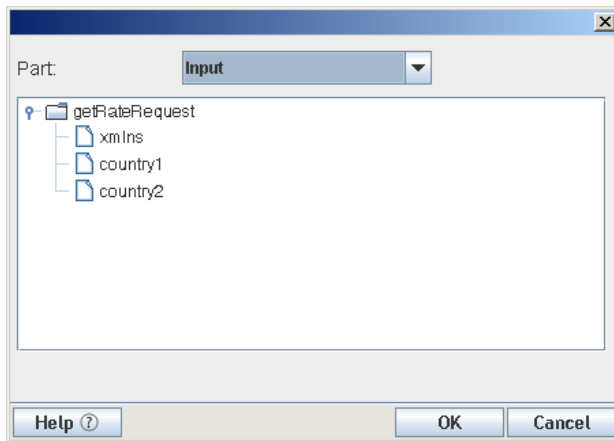 Part: Input
getRateRequest
xmlns
country1
country2
Help ?
OK
Cancel